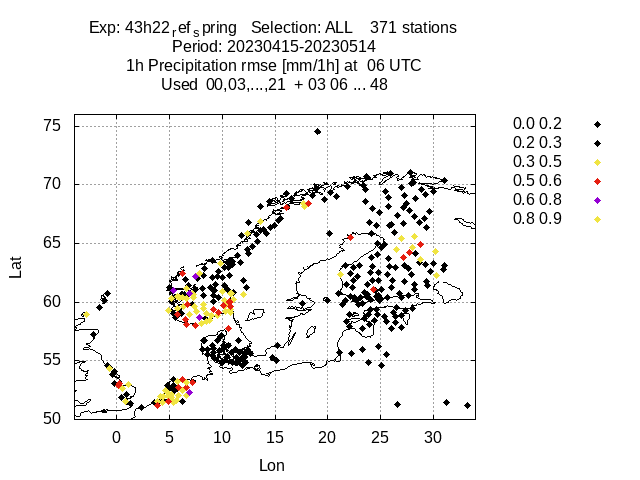 Exp: 43h22ref spring Selection: ALL 371 stations
Period: 20230415-20230514
1h Precipitation rmse [mm/1h] at 06 UTC
Used 00,03,...,21 + 03 06 ... 48
75
70
65
60
55
50
Lat
0 5 10 15 20 25 30
Lon
0.0 0.2
0.2 0.3
0.3 0.5
0.5 0.6
0.6 0.8
0.8 0.9